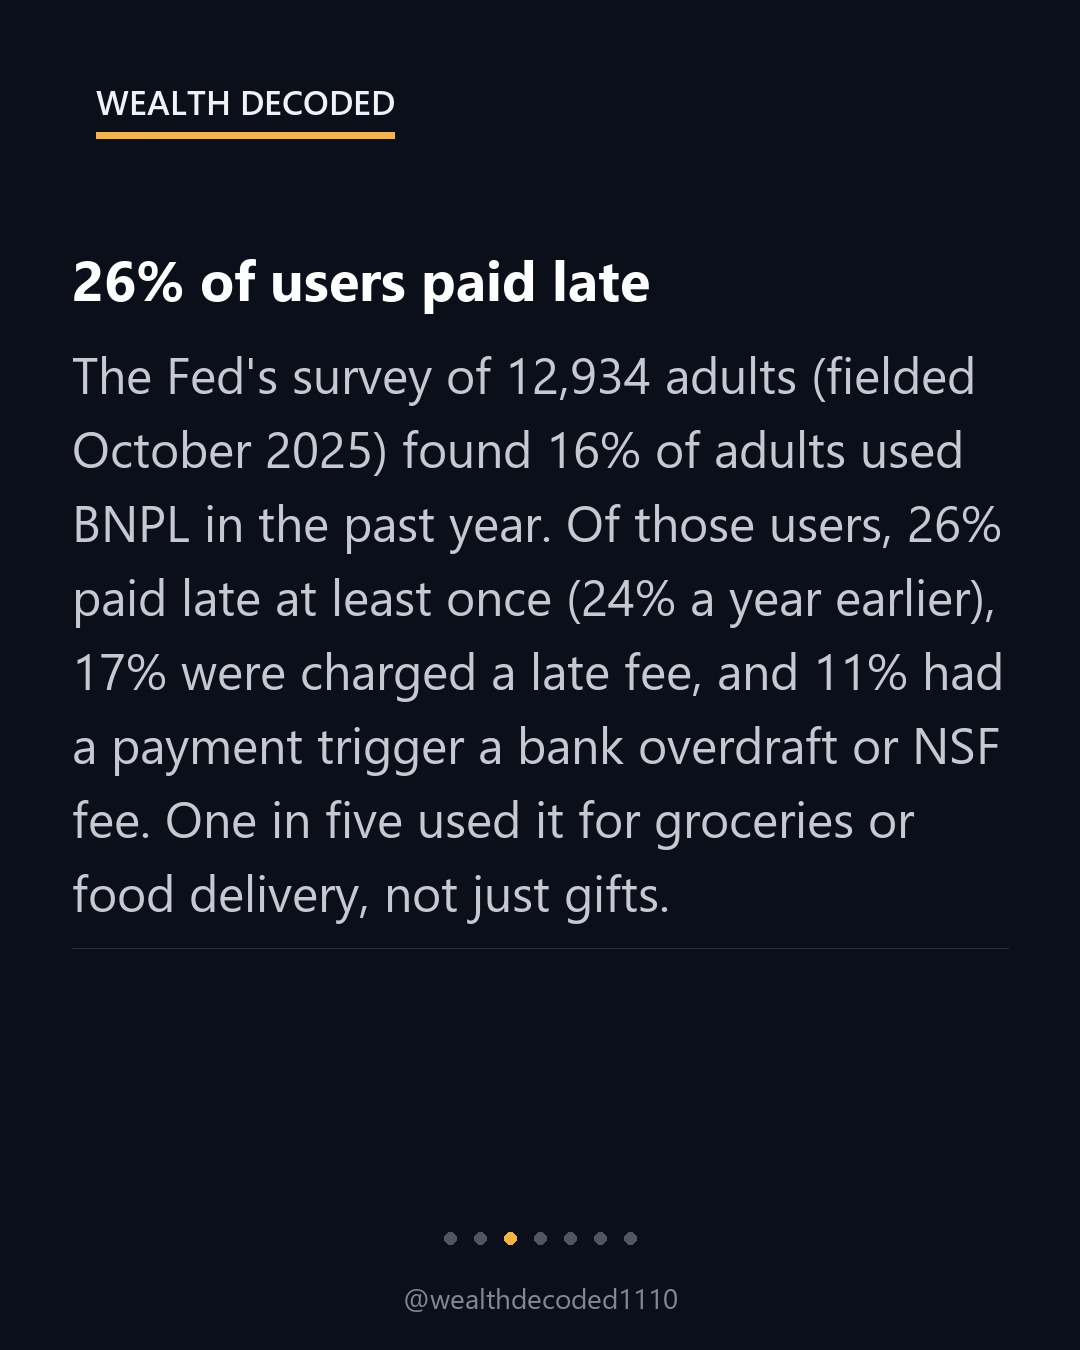 WEALTH DECODED
26% of users paid late
The Fed's survey of 12,934 adults (fielded
October 2025) found 16% of adults used
BNPL in the past year. Of those users, 26%
paid late at least once (24% a year earlier),
17% were charged a late fee, and 11% had
a payment trigger a bank overdraft or NSF
fee. One in five used it for groceries or
food delivery, not just gifts.
@wealthdecoded1110